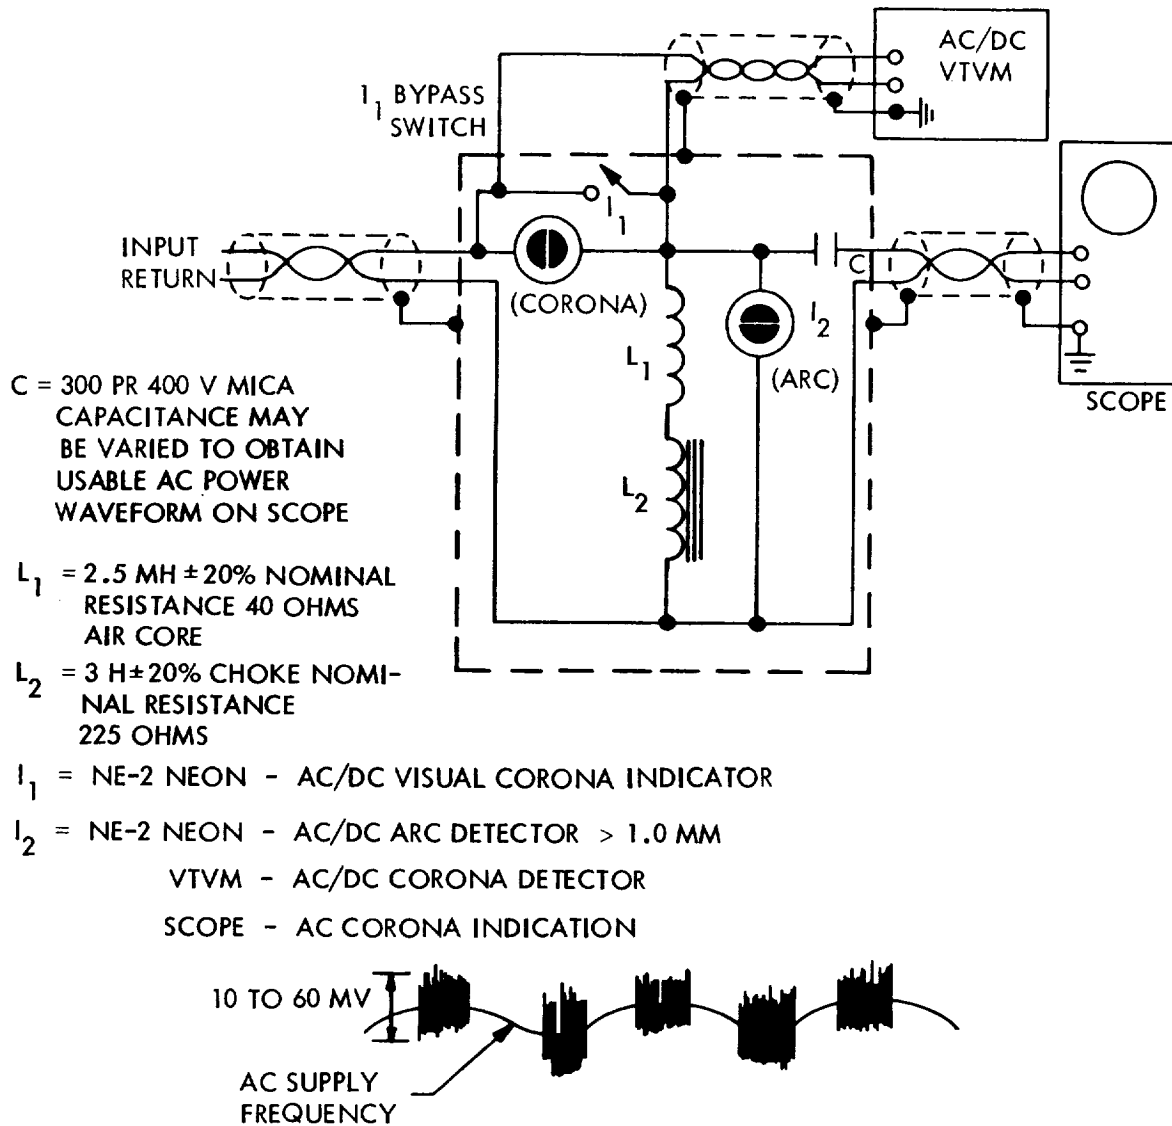 AC/DC
VTVM
I1 BYPASS
SWITCH
I1
INPUT
RETURN
(CORONA)
C
I2
L1
(ARC)
SCOPE
L2
C = 300 PR 400 V MICA
CAPACITANCE MAY
BE VARIED TO OBTAIN
USABLE AC POWER
WAVEFORM ON SCOPE
L1 = 2.5 MH ±20% NOMINAL
RESISTANCE 40 OHMS
AIR CORE
L2 = 3 H±20% CHOKE NOMI-
NAL RESISTANCE
225 OHMS
I1 = NE-2 NEON - AC/DC VISUAL CORONA INDICATOR
I2 = NE-2 NEON - AC/DC ARC DETECTOR > 1.0 MM
VTVM - AC/DC CORONA DETECTOR
SCOPE - AC CORONA INDICATION
10 TO 60 MV
AC SUPPLY
FREQUENCY